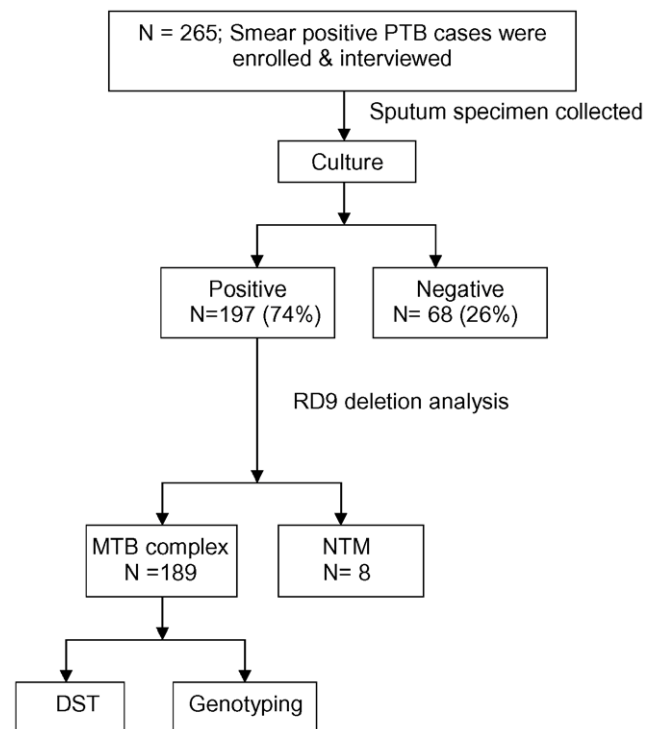 N = 265; Smear positive PTB cases were
enrolled & interviewed
Sputum specimen collected
Culture
Positive
N=197 (74%)
Negative
N= 68 (26%)
RD9 deletion analysis
MTB complex
N =189
NTM
N= 8
DST
Genotyping